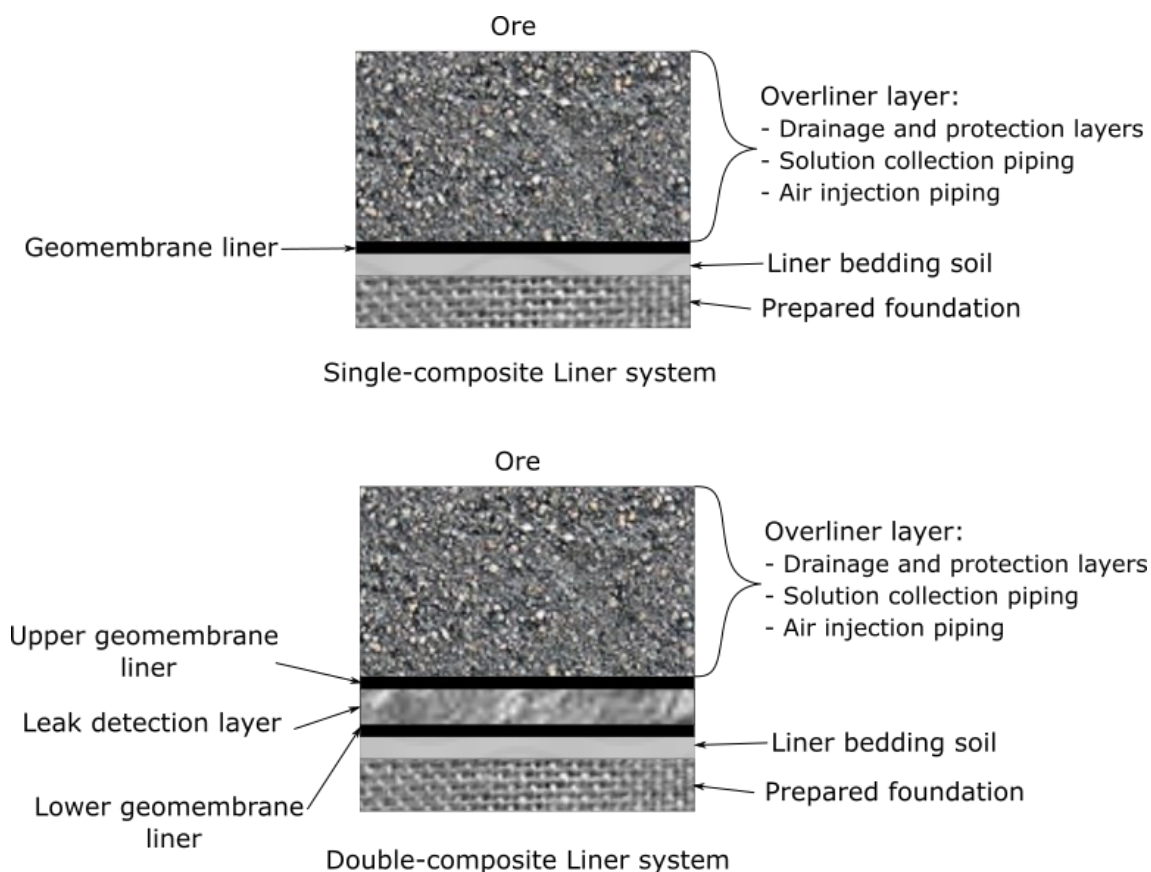 Ore
Overliner layer:
- Drainage and protection layers
- Solution collection piping
- Air injection piping
Geomembrane liner
Liner bedding soil
Prepared foundation
Single-composite Liner system
Ore
Overliner layer:
- Drainage and protection layers
- Solution collection piping
- Air injection piping
Upper geomembrane
liner
Leak detection layer
Lower geomembrane
liner
Liner bedding soil
Prepared foundation
Double-composite Liner system